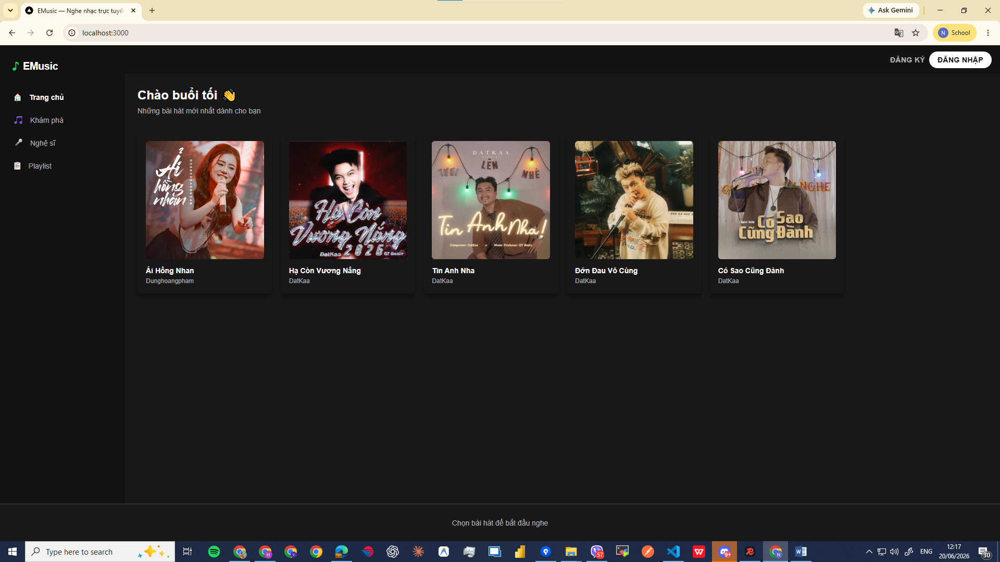 EMusic — Nghe nhạc trực tuyến
Ask Gemini
localhost:3000
N
School
EMusic
ĐĂNG KÝ
ĐĂNG NHẬP
Trang chủ
Khám phá
Nghệ sĩ
Playlist
Chào buổi tối 👋
Những bài hát mới nhất dành cho bạn
Ải
hồng
nhan
DUNGHOANGPHAM
Hạ Còn
Vương Nắng
2026
DatKaa
QT Beatz
DATKAA
OFFICIAL
TƯƠI
LÊN
NHÉ
Tin Anh Nha!
Composer: DatKaa x Music Producer: QT Beatz
NGHE
Có Sao
Cũng Đành
Ải Hồng Nhan
Dunghoangpham
Hạ Còn Vương Nắng
DatKaa
Tin Anh Nha
DatKaa
Đớn Đau Vô Cùng
DatKaa
Có Sao Cũng Đành
DatKaa
Chọn bài hát để bắt đầu nghe
Type here to search
H
V
57
9+
N
ENG
12:17
20/06/2026
30